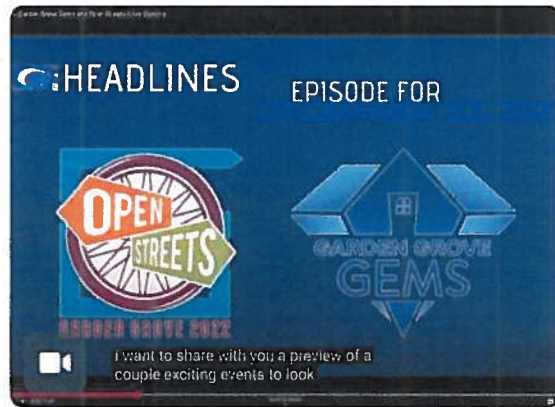 HEADLINES
EPISODE FOR
OPEN
STREETS
GARDEN GROVE 2022
GARDEN GROVE
GEMS
i want to share with you a preview of a
couple exciting events to look